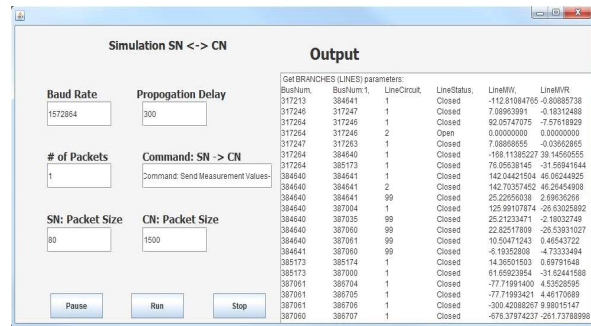 Simulation SN <-> CN
Output
Baud Rate Propogation Delay
1572864 300
# of Packets Command: SN -> CN
1 Command: Send Measurement Values-
SN: Packet Size CN: Packet Size
80 1500
Pause Run Stop
Get BRANCHES (LINES) parameters:
BusNum, BusNum:1, LineCircuit, LineStatus, LineMW, LineMVR
317213 384641 1 Closed -112.81084765 -0.80885738
317246 317247 1 Closed 7.08963991 -0.18312488
317264 317246 1 Closed 92.05747075 -7.57618929
317264 317246 2 Open 0.00000000 0.00000000
317247 317263 1 Closed 7.08868655 -0.03662865
317264 384640 1 Closed -168.11385227 39.14560555
317264 385173 1 Closed 76.05638145 -31.56941644
384640 384641 1 Closed 142.04421504 46.06244925
384640 384641 2 Closed 142.70357452 46.26454908
384640 384641 99 Closed 25.22656038 2.69636266
384640 387004 1 Closed 125.99107874 -26.63025892
384640 387035 99 Closed 25.21233471 -2.18032749
384640 387060 99 Closed 22.82517809 -26.53931027
384640 387061 99 Closed 10.50471243 0.46543722
384641 387060 99 Closed -6.19352808 -4.73333494
385173 385174 1 Closed 14.36501503 0.69791648
385173 387000 1 Closed 61.65923954 -31.62441588
387061 386704 1 Closed -77.71991400 4.53528595
387061 386705 1 Closed -77.71993421 4.46170689
387061 386706 1 Closed -300.42088267 9.98015147
387060 386707 1 Closed -676.37974237 -261.73788998